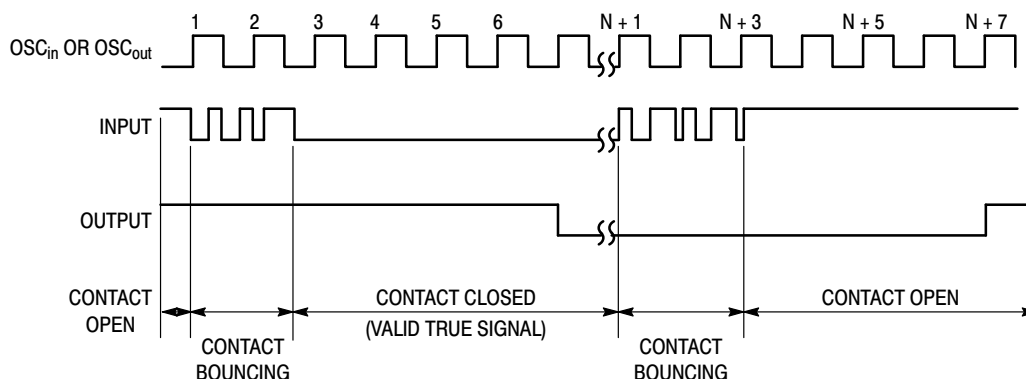 1 2 3 4 5 6 N + 1 N + 3 N + 5 N + 7
OSCin OR OSCout
INPUT
OUTPUT
CONTACT
OPEN
CONTACT
BOUNCING
CONTACT CLOSED
(VALID TRUE SIGNAL)
CONTACT
BOUNCING
CONTACT OPEN